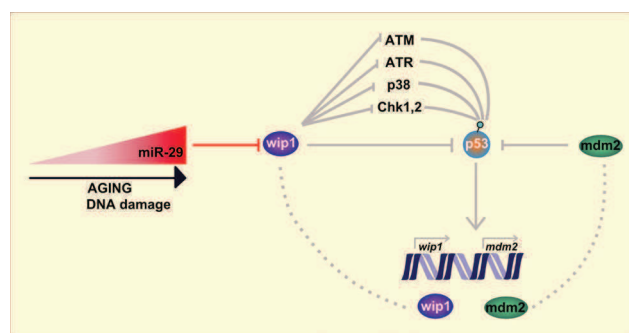 ATM
ATR
p38
Chk1,2
miR-29
wip1
p53
mdm2
AGING
DNA damage
wip1
mdm2
wip1
mdm2